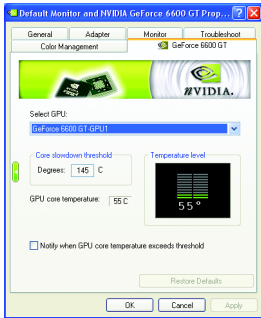 Default Monitor and NVIDIA GeForce 6600 GT Prop...
General Adapter Monitor Troubleshoot
Color Management GeForce 6600 GT
NVIDIA.
Select GPU:
GeForce 6600 GT-GPU1
Core slowdown threshold
Temperature level
Degrees: 145 C
GPU core temperature: 55 C
55°
Notify when GPU core temperature exceeds threshold
Restore Defaults
OK Cancel Apply